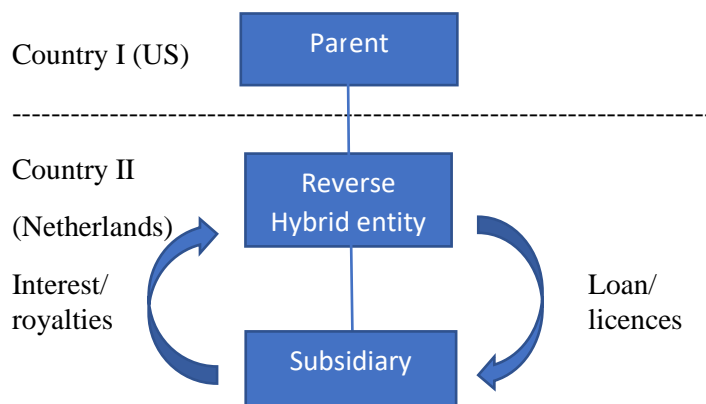 Parent
Country I (US)
Country II
(Netherlands)
Reverse
Hybrid entity
Interest/
royalties
Loan/
licences
Subsidiary